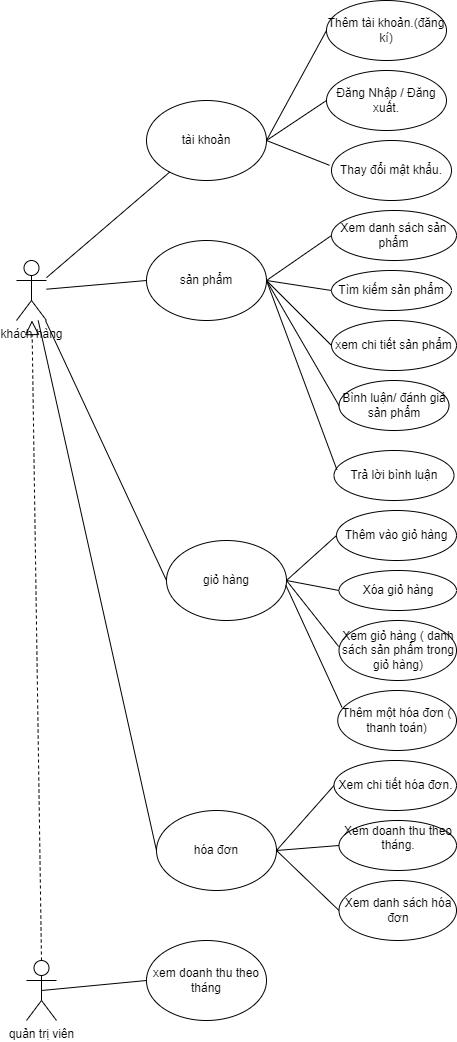 Thêm tài khoản.(đăng
kí)
Đăng Nhập / Đăng
xuất.
tài khoản
Thay đổi mật khẩu.
Xem danh sách sản
phẩm
sản phẩm
Tìm kiếm sản phẩm
khách hàng
xem chi tiết sản phẩm
Bình luận/ đánh giá
sản phẩm
Trả lời bình luận
Thêm vào giỏ hàng
giỏ hàng
Xóa giỏ hàng
Xem giỏ hàng ( danh
sách sản phẩm trong
giỏ hàng)
Thêm một hóa đơn (
thanh toán)
Xem chi tiết hóa đơn.
hóa đơn
Xem doanh thu theo
tháng.
Xem danh sách hóa
đơn
xem doanh thu theo
tháng
quản trị viên